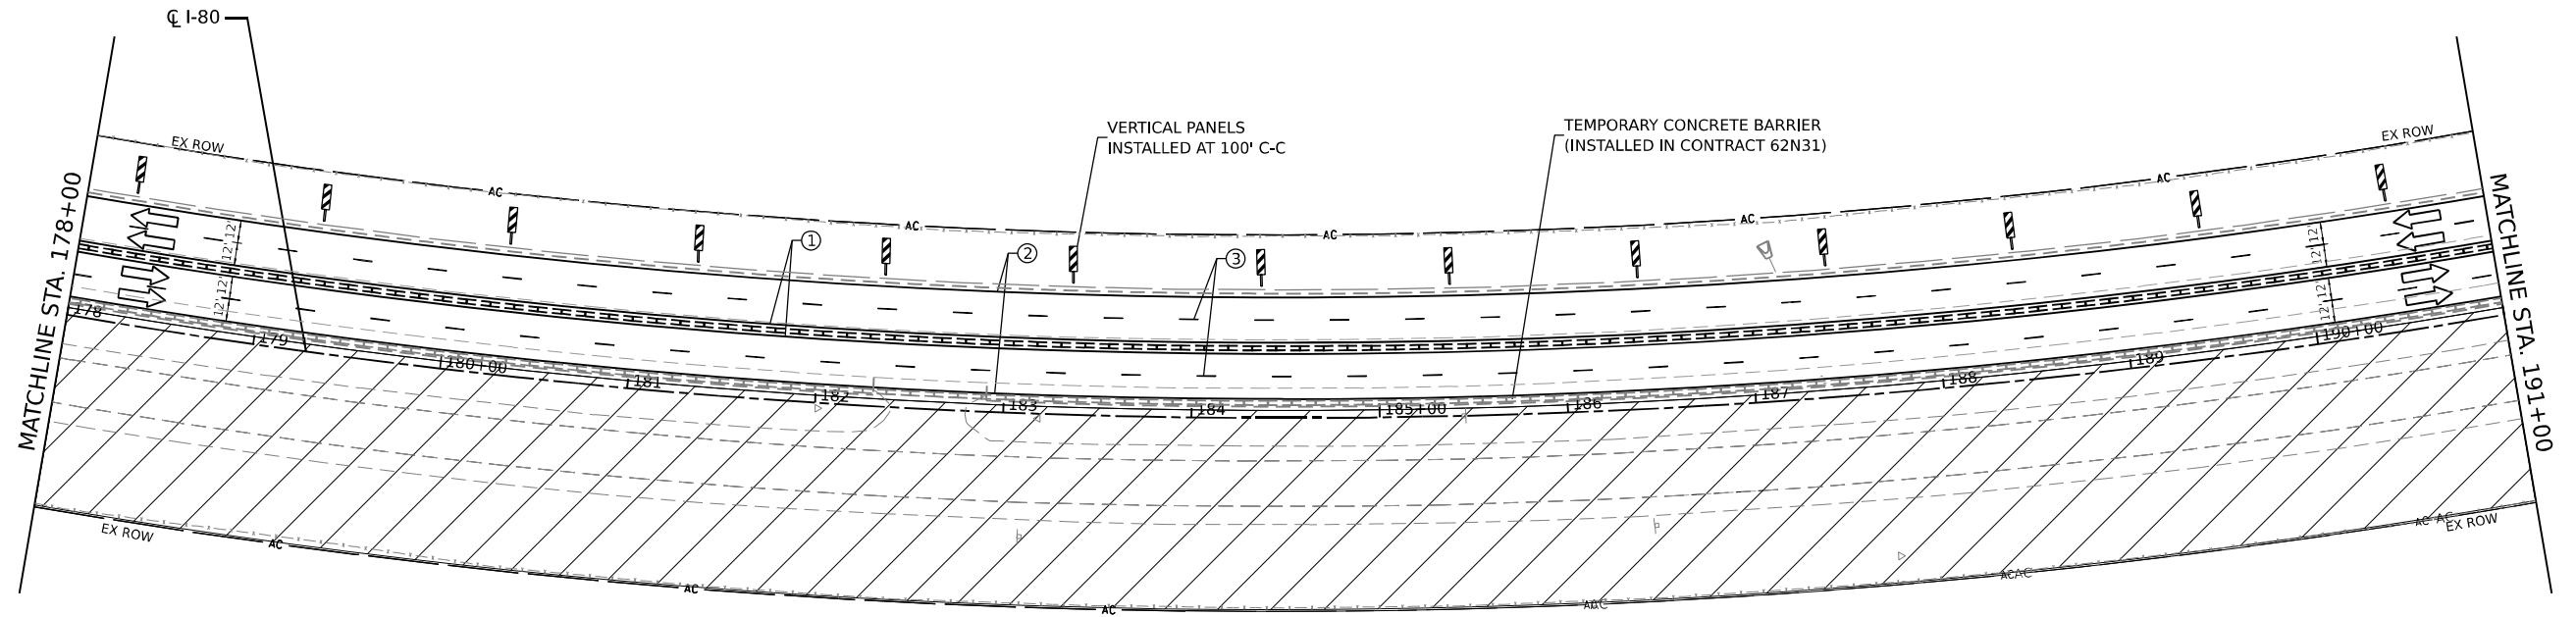 ℄ I-80
VERTICAL PANELS
INSTALLED AT 100' C-C
TEMPORARY CONCRETE BARRIER
(INSTALLED IN CONTRACT 62N31)
EX ROW
EX ROW
AC
AC
AC
AC
AC
MATCHLINE STA. 178+00
MATCHLINE STA. 191+00
12' 12'
12' 12'
12' 12'
12' 12'
1
2
3
178
179
180+00
181
182
183
184
185+00
186
187
188
189
190+00
EX ROW
EX ROW
AC
AC
AC
AC
AC